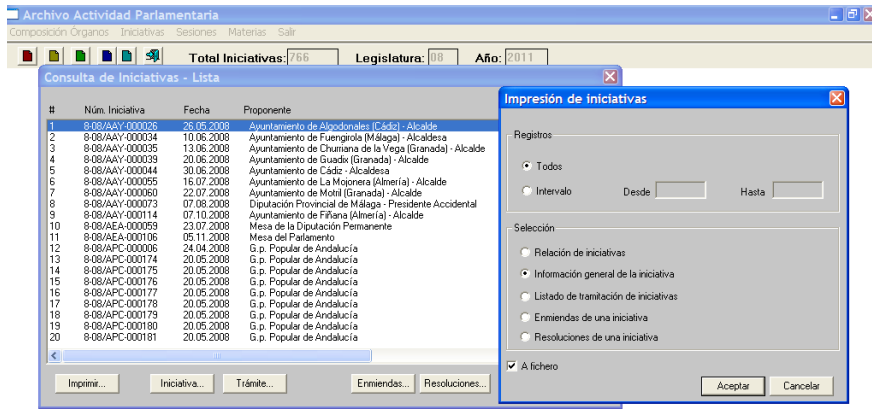 Archivo Actividad Parlamentaria
Composición Órganos Iniciativas Sesiones Materias Salir
Total Iniciativas: 766 Legislatura: 08 Año: 2011
Consulta de Iniciativas - Lista
# Núm. Iniciativa Fecha Proponente
1 8-08/AAY-000026 26.05.2008 Ayuntamiento de Algodonales (Cádiz) - Alcalde
2 8-08/AAY-000034 10.06.2008 Ayuntamiento de Fuengirola (Málaga) - Alcaldesa
3 8-08/AAY-000035 13.06.2008 Ayuntamiento de Churriana de la Vega (Granada) - Alcalde
4 8-08/AAY-000039 20.06.2008 Ayuntamiento de Guadix (Granada) - Alcalde
5 8-08/AAY-000044 30.06.2008 Ayuntamiento de Cádiz - Alcaldesa
6 8-08/AAY-000055 16.07.2008 Ayuntamiento de La Mojonera (Almería) - Alcalde
7 8-08/AAY-000060 22.07.2008 Ayuntamiento de Motril (Granada) - Alcalde
8 8-08/AAY-000073 07.08.2008 Diputación Provincial de Málaga - Presidente Accidental
9 8-08/AAY-000114 07.10.2008 Ayuntamiento de Fiñana (Almería) - Alcalde
10 8-08/AEA-000059 23.07.2008 Mesa de la Diputación Permanente
11 8-08/AEA-000106 05.11.2008 Mesa del Parlamento
12 8-08/APC-000006 24.04.2008 G.p. Popular de Andalucía
13 8-08/APC-000174 20.05.2008 G.p. Popular de Andalucía
14 8-08/APC-000175 20.05.2008 G.p. Popular de Andalucía
15 8-08/APC-000176 20.05.2008 G.p. Popular de Andalucía
16 8-08/APC-000177 20.05.2008 G.p. Popular de Andalucía
17 8-08/APC-000178 20.05.2008 G.p. Popular de Andalucía
18 8-08/APC-000179 20.05.2008 G.p. Popular de Andalucía
19 8-08/APC-000180 20.05.2008 G.p. Popular de Andalucía
20 8-08/APC-000181 20.05.2008 G.p. Popular de Andalucía
Imprimir... Iniciativa... Trámite... Enmiendas... Resoluciones...
Impresión de iniciativas
Registros
Todos
Intervalo Desde Hasta
Selección
Relación de iniciativas
Información general de la iniciativa
Listado de tramitación de iniciativas
Enmiendas de una iniciativa
Resoluciones de una iniciativa
A fichero
Aceptar Cancelar